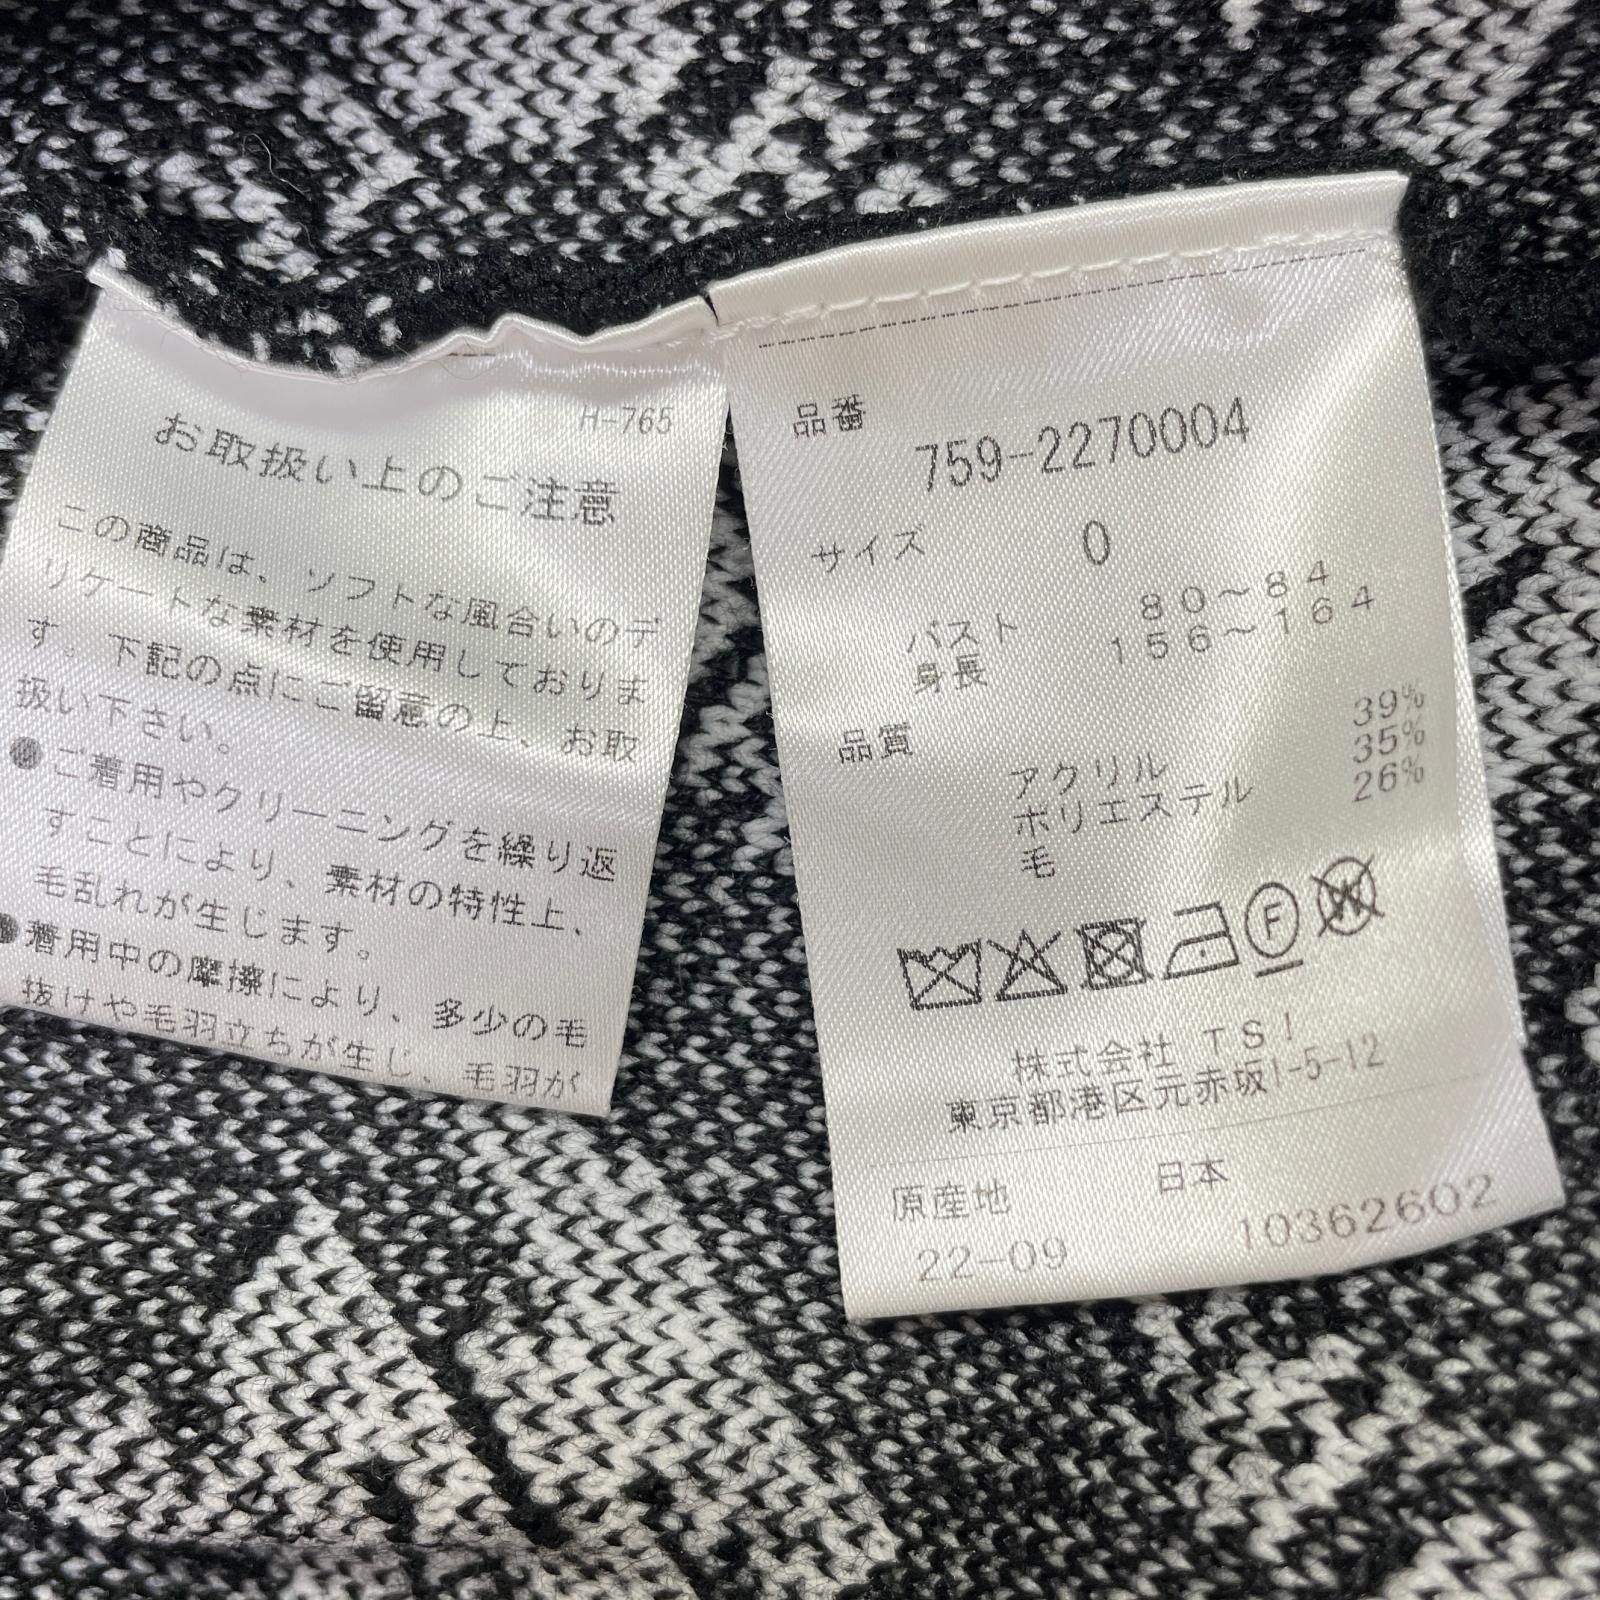 H-765
お取扱い上のご注意
この商品は、ソフトな風合いのデ
リケートな素材を使用しておりま
す。下記の点にご留意の上、お取
扱い下さい。
●ご着用やクリーニングを繰り返
すことにより、素材の特性上、
毛乱れが生じます。
●着用中の摩擦により、多少の毛
抜けや毛羽立ちが生じ、毛羽が
品番
759-2270004
サイズ 0
バスト 80~84
身長 156~164
品質
アクリル 39%
ポリエステル 35%
毛 26%
F W
株式会社 TSI
東京都港区元赤坂1-5-12
原産地 日本
22-09 10362602